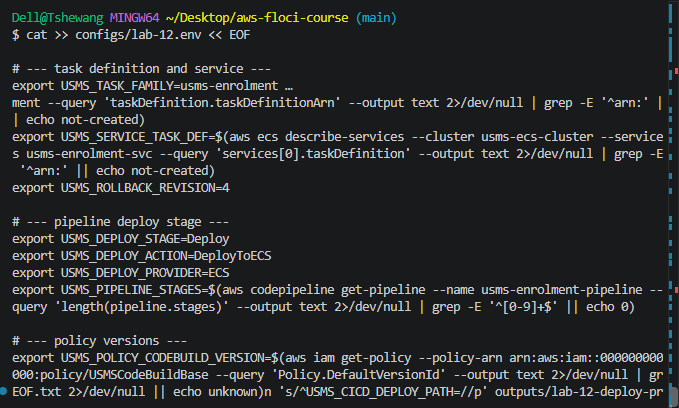 Dell@Tshewang MINGW64 ~/Desktop/aws-floci-course (main)
$ cat >> configs/lab-12.env << EOF

# --- task definition and service ---
export USMS_TASK_FAMILY=usms-enrolment …
ment --query 'taskDefinition.taskDefinitionArn' --output text 2>/dev/null | grep -E '^arn:' |
| echo not-created)
export USMS_SERVICE_TASK_DEF=$(aws ecs describe-services --cluster usms-ecs-cluster --service
s usms-enrolment-svc --query 'services[0].taskDefinition' --output text 2>/dev/null | grep -E
 '^arn:' || echo not-created)
export USMS_ROLLBACK_REVISION=4

# --- pipeline deploy stage ---
export USMS_DEPLOY_STAGE=Deploy
export USMS_DEPLOY_ACTION=DeployToECS
export USMS_DEPLOY_PROVIDER=ECS
export USMS_PIPELINE_STAGES=$(aws codepipeline get-pipeline --name usms-enrolment-pipeline --
query 'length(pipeline.stages)' --output text 2>/dev/null | grep -E '^[0-9]+$' || echo 0)

# --- policy versions ---
export USMS_POLICY_CODEBUILD_VERSION=$(aws iam get-policy --policy-arn arn:aws:iam::000000000
000:policy/USMSCodeBuildBase --query 'Policy.DefaultVersionId' --output text 2>/dev/null | gr
EOF.txt 2>/dev/null || echo unknown)n 's/^USMS_CICD_DEPLOY_PATH=//p' outputs/lab-12-deploy-pr